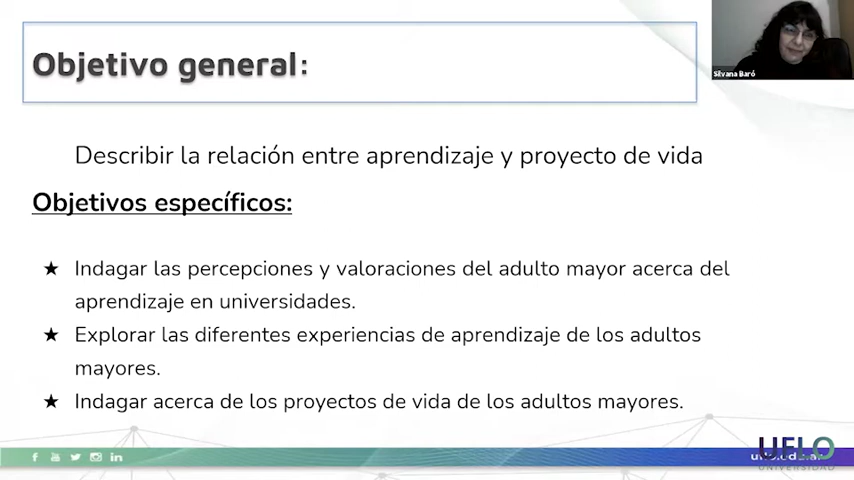 Objetivo general:
Silvana Baró
Describir la relación entre aprendizaje y proyecto de vida
Objetivos específicos:
★ Indagar las percepciones y valoraciones del adulto mayor acerca del
aprendizaje en universidades.
★ Explorar las diferentes experiencias de aprendizaje de los adultos
mayores.
★ Indagar acerca de los proyectos de vida de los adultos mayores.
UFLO
UNIVERSIDAD